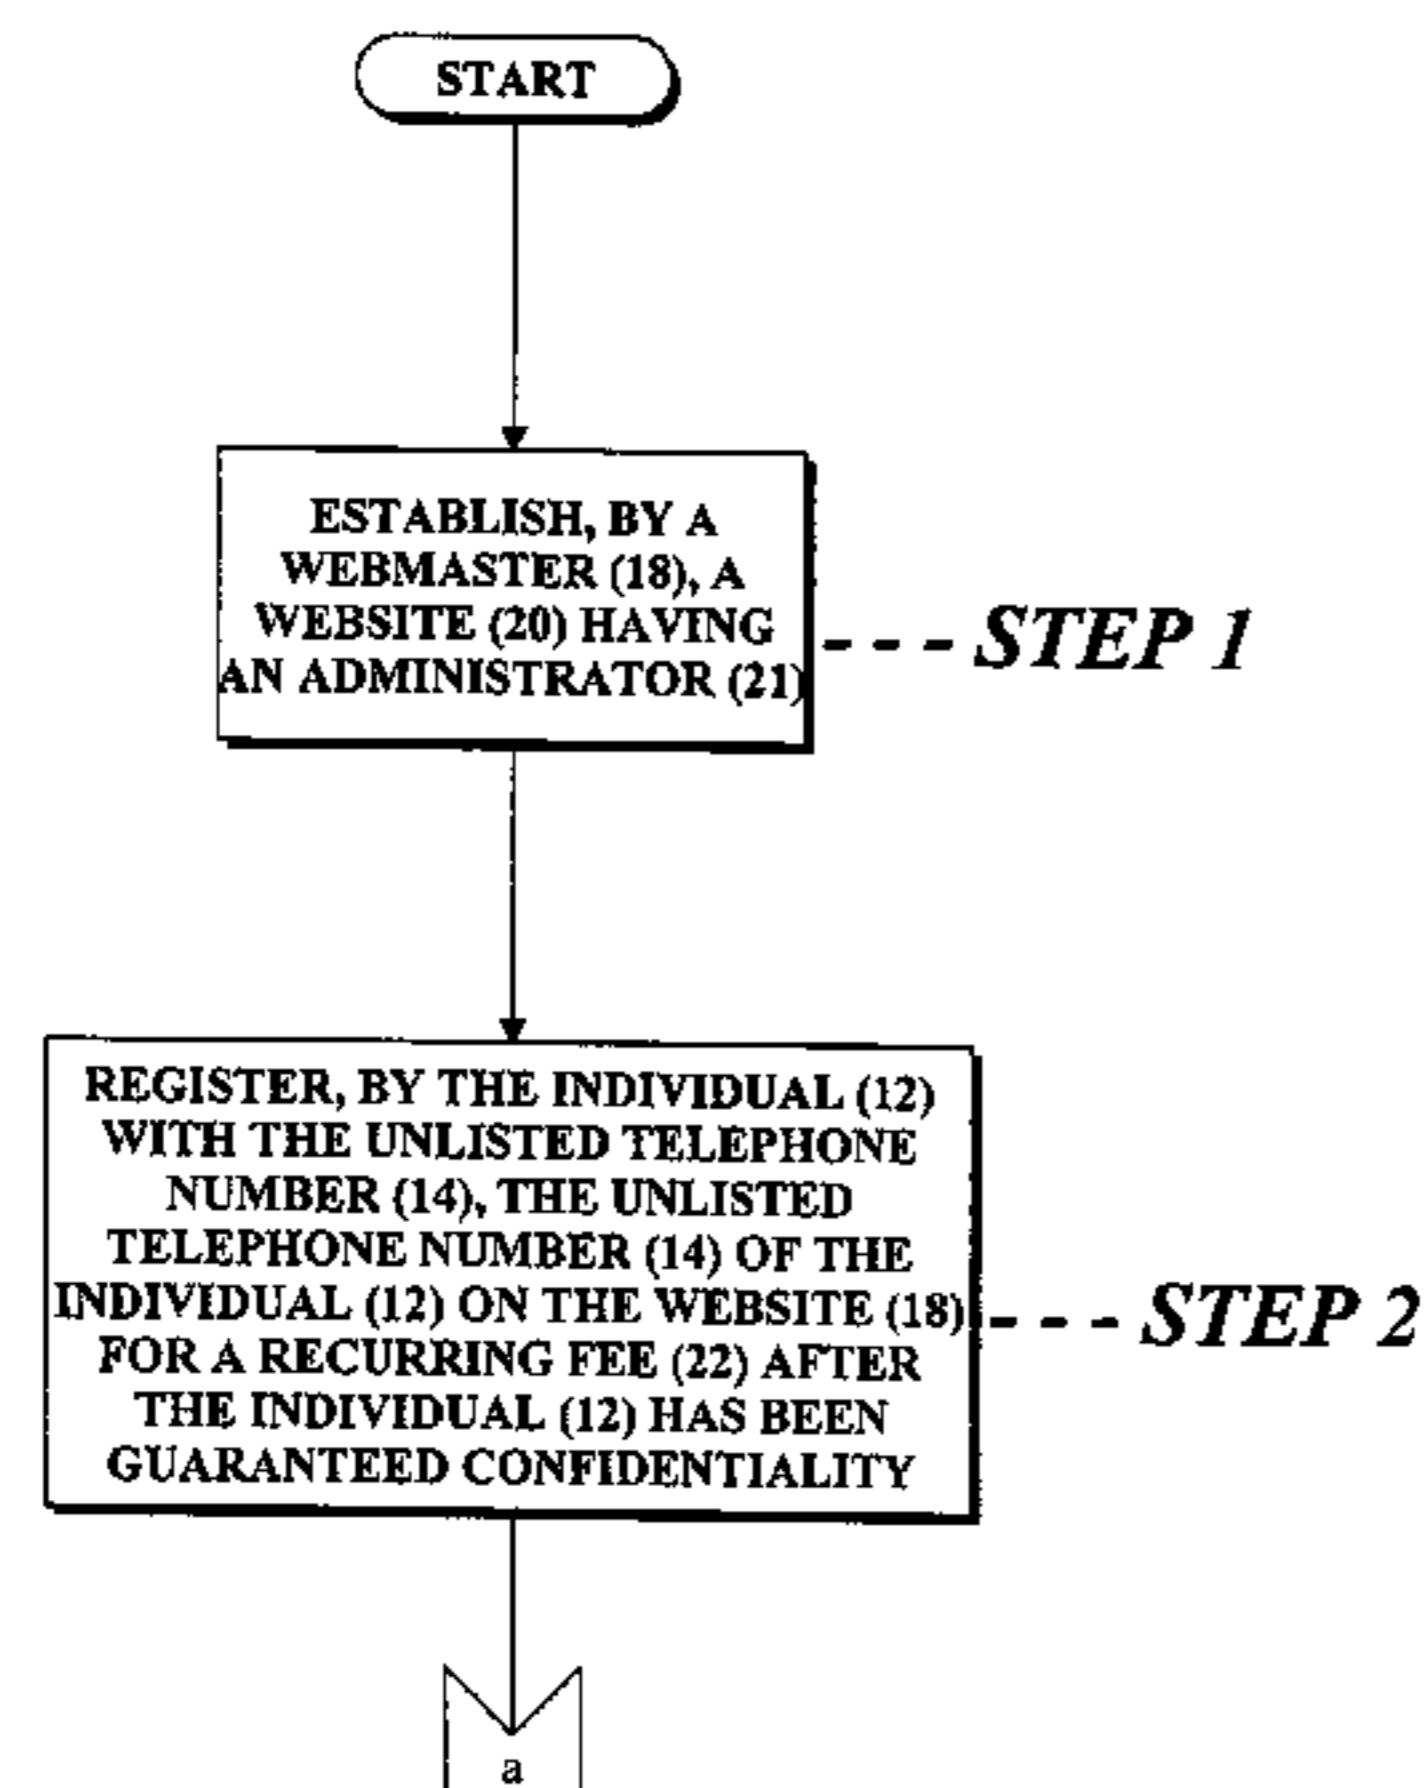 START
ESTABLISH, BY A
WEBMASTER (18), A
WEBSITE (20) HAVING
AN ADMINISTRATOR (21)
STEP 1
REGISTER, BY THE INDIVIDUAL (12)
WITH THE UNLISTED TELEPHONE
NUMBER (14), THE UNLISTED
TELEPHONE NUMBER (14) OF THE
INDIVIDUAL (12) ON THE WEBSITE (18)
FOR A RECURRING FEE (22) AFTER
THE INDIVIDUAL (12) HAS BEEN
GUARANTEED CONFIDENTIALITY
STEP 2
a